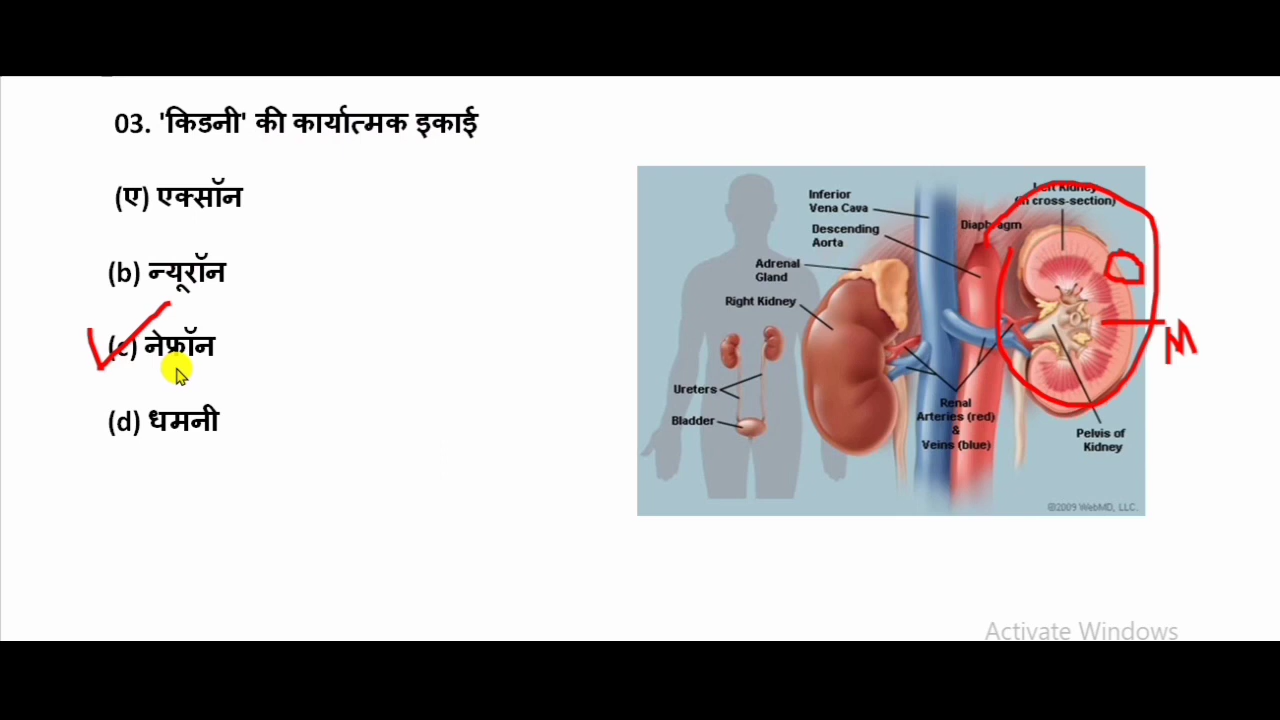 03. 'किडनी' की कार्यात्मक इकाई
(ए) एक्सॉन
(b) न्यूरॉन
(c) नेफ्रॉन
(d) धमनी
Inferior
Vena Cava
Descending
Aorta
Adrenal
Gland
Right Kidney
Ureters
Bladder
Left Kidney
(in cross-section)
Diaphragm
Renal
Arteries (red)
&
Veins (blue)
Pelvis of
Kidney
M
©2009 WebMD, LLC.
Activate Windows